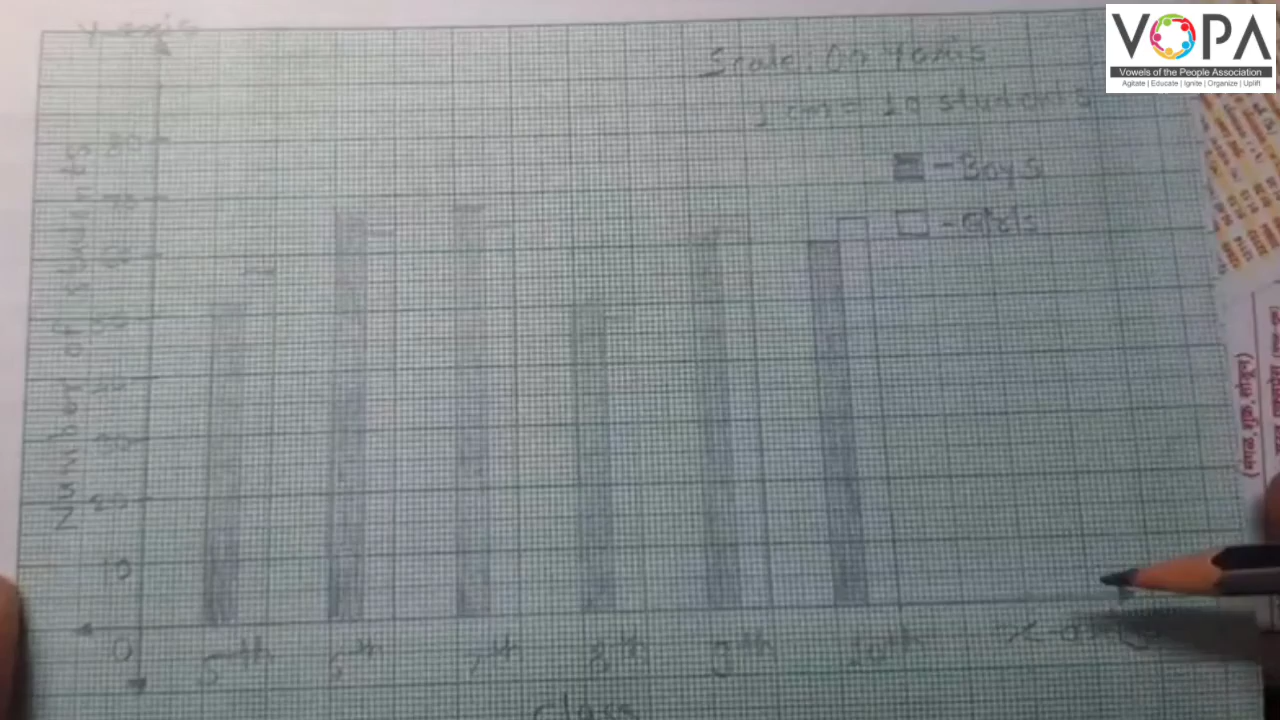 VOPA
Vowels of the People Association
Agitate | Educate | Ignite | Organize | Uplift
Y-axis
Scale: On Y axis
1 cm = 10 students
- Boys
- Girls
Number of students
80
70
60
50
40
30
20
10
0
5th 6th 7th 8th 9th 10th
X-axis
class